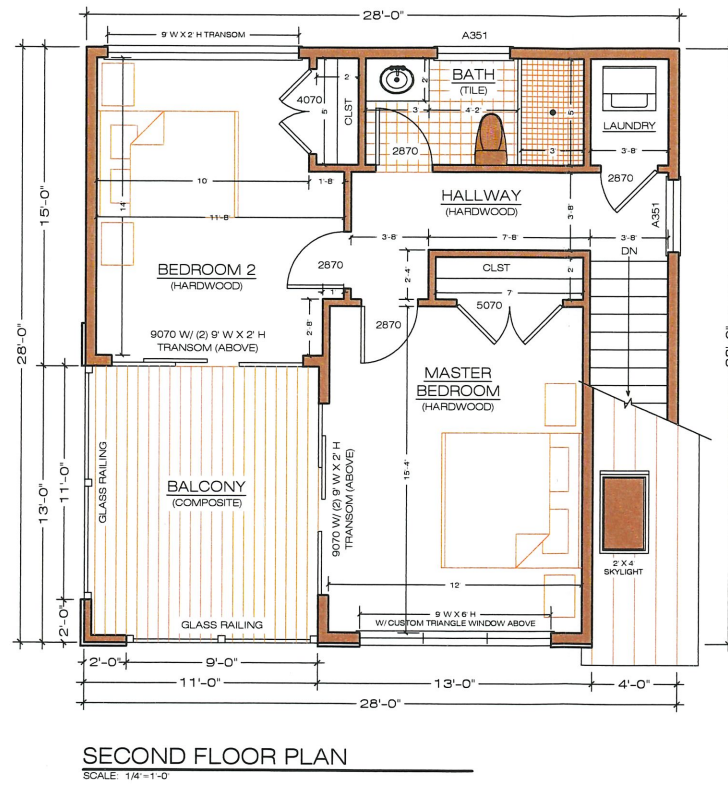 28'-0"
9' W X 2' H TRANSOM
A351
BATH
(TILE)
2
4070
CLST
5
2
3
4'-2"
5
LAUNDRY
2870
3
3'-8"
2870
10
1'-8"
HALLWAY
(HARDWOOD)
3'-8"
A351
14'
11'-8"
15'-0"
3'-8"
7'-8"
3'-8"
DN
2870
BEDROOM 2
(HARDWOOD)
2'-4"
CLST
2
1
7'
5070
2870
2'-8"
9070 W/ (2) 9' W X 2' H
TRANSOM (ABOVE)
28'-0"
MASTER
BEDROOM
(HARDWOOD)
GLASS RAILING
BALCONY
(COMPOSITE)
9070 W/ (2) 9' W X 2' H
TRANSOM (ABOVE)
15'-4"
11'-0"
13'-0"
2' X 4'
SKYLIGHT
12'
2'-0"
GLASS RAILING
9' W X 6' H
W/ CUSTOM TRIANGLE WINDOW ABOVE
2'-0"
9'-0"
11'-0"
13'-0"
4'-0"
28'-0"
SECOND FLOOR PLAN
SCALE: 1/4"=1'-0"